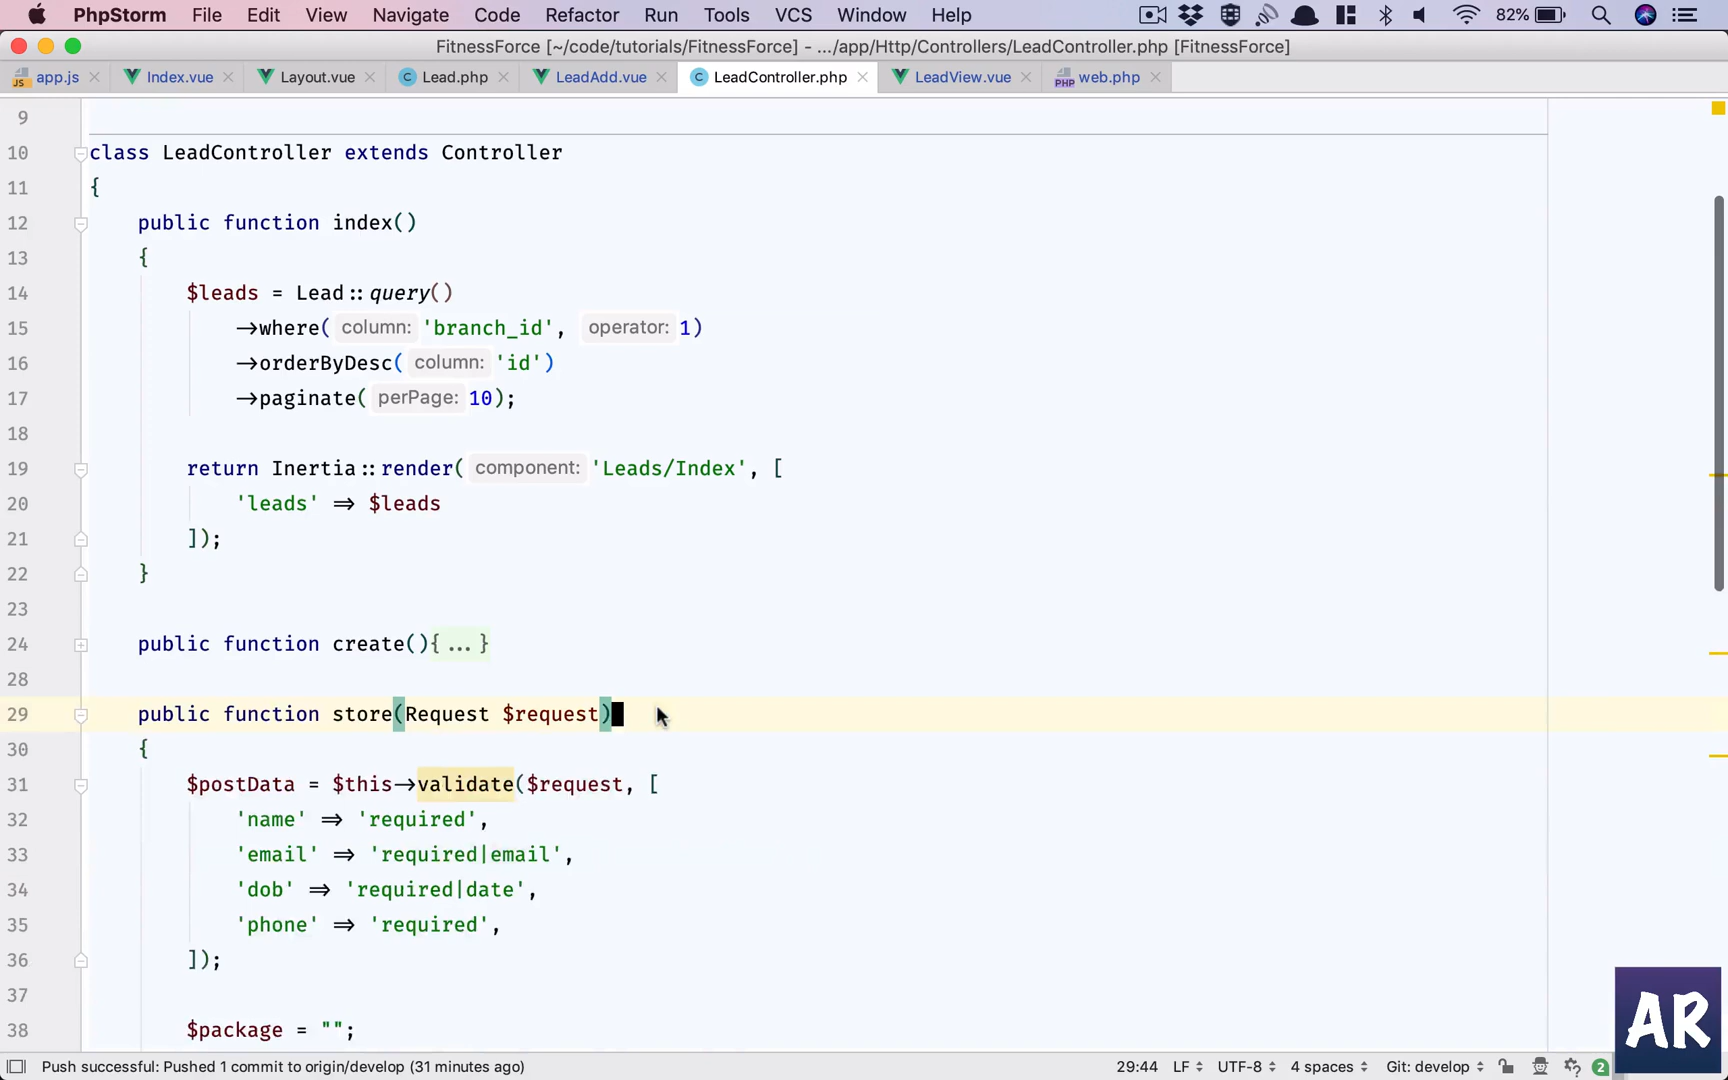 PhpStorm File Edit View Navigate Code Refactor Run Tools VCS Window Help 82%
FitnessForce [~/code/tutorials/FitnessForce] - .../app/Http/Controllers/LeadController.php [FitnessForce]
JS app.js Index.vue Layout.vue C Lead.php LeadAdd.vue C LeadController.php LeadView.vue PHP web.php
9
10 class LeadController extends Controller
11 {
12 public function index()
13 {
14 $leads = Lead::query()
15 →where( column: 'branch_id', operator: 1)
16 →orderByDesc( column: 'id')
17 →paginate( perPage: 10);
18
19 return Inertia::render( component: 'Leads/Index', [
20 'leads' ⇒ $leads
21 ]);
22 }
23
24 public function create(){...}
28
29 public function store(Request $request)
30 {
31 $postData = $this→validate($request, [
32 'name' ⇒ 'required',
33 'email' ⇒ 'required|email',
34 'dob' ⇒ 'required|date',
35 'phone' ⇒ 'required',
36 ]);
37
38 $package = "";
AR
Push successful: Pushed 1 commit to origin/develop (31 minutes ago) 29:44 LF UTF-8 4 spaces Git: develop 2